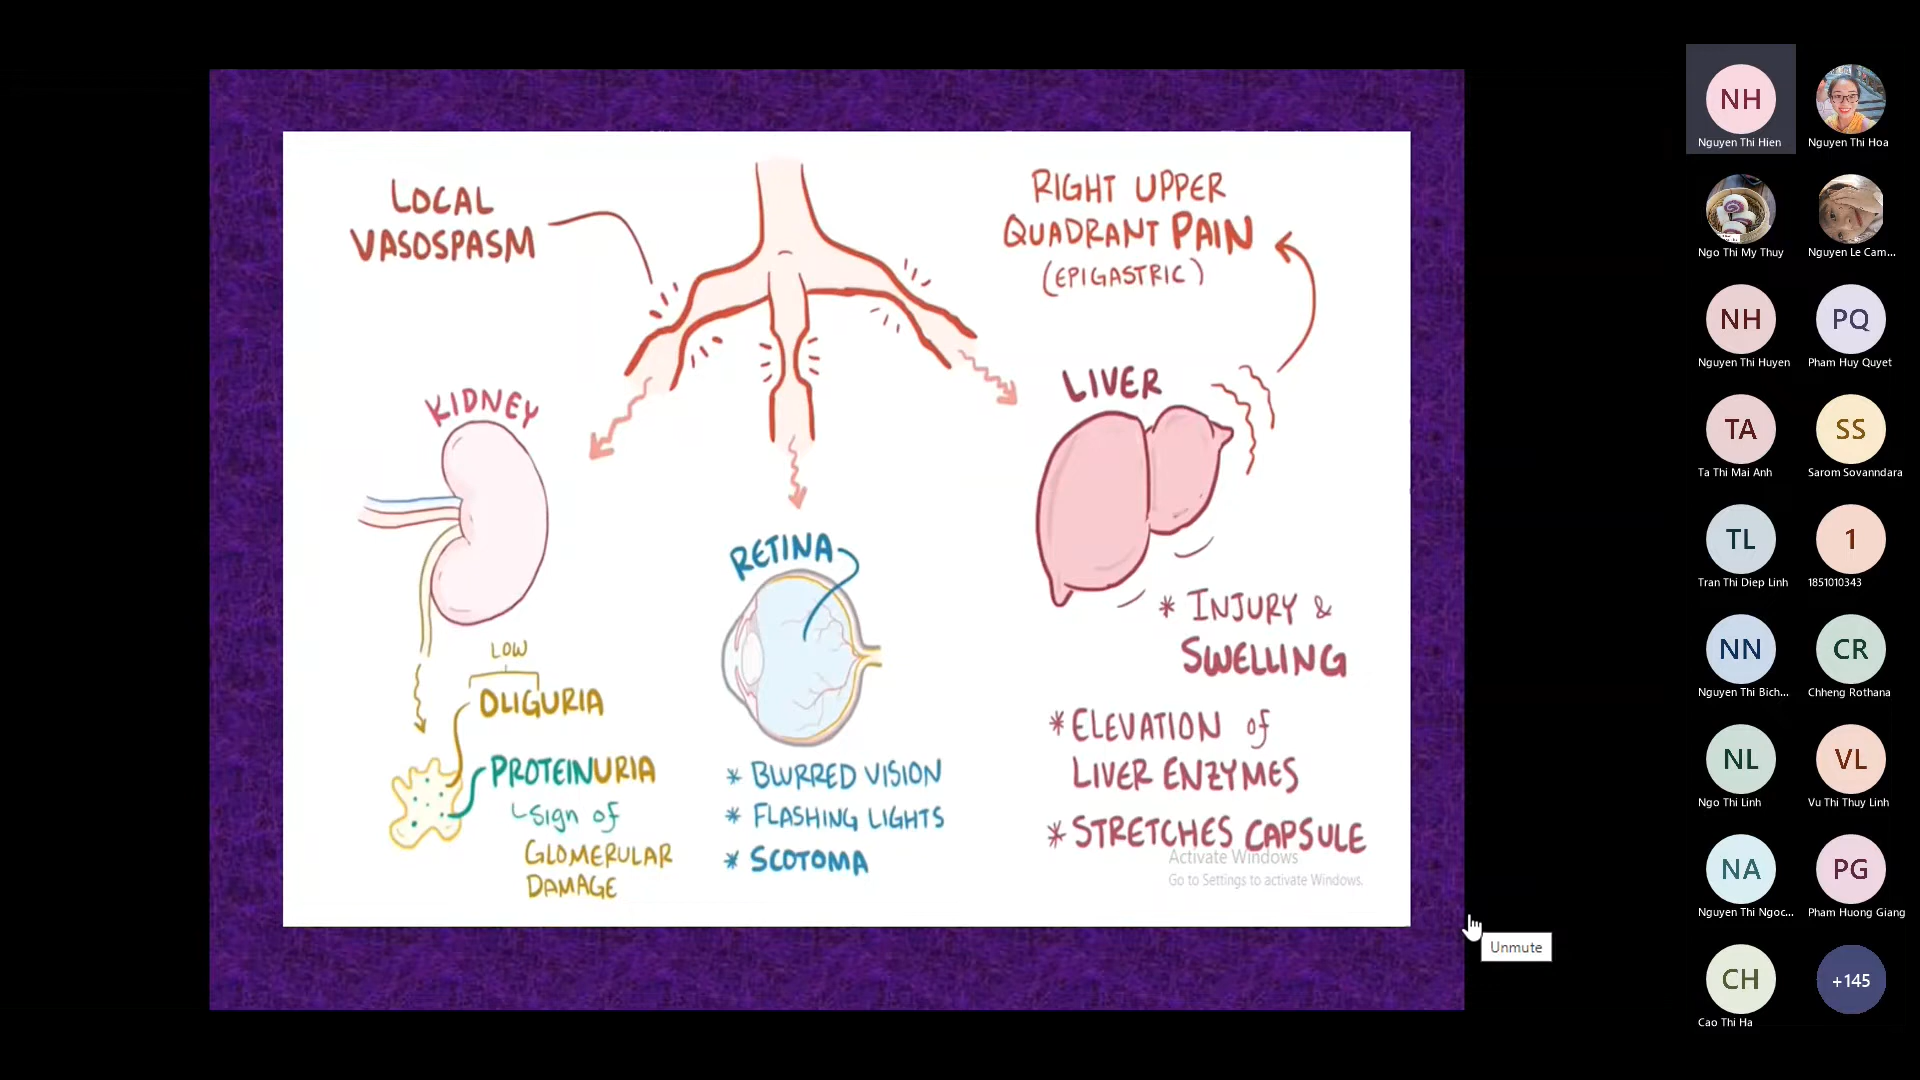 LOCAL
VASOSPASM
RIGHT UPPER
QUADRANT PAIN
(EPIGASTRIC)
KIDNEY
LIVER
RETINA
LOW
OLIGURIA
PROTEINURIA
Sign of
GLOMERULAR
DAMAGE
* BLURRED VISION
* FLASHING LIGHTS
* SCOTOMA
* INJURY &
SWELLING
* ELEVATION of
LIVER ENZYMES
* STRETCHES CAPSULE
Activate Windows
Go to Settings to activate Windows.
Unmute
NH
Nguyen Thi Hien
Nguyen Thi Hoa
Ngo Thi My Thuy
Nguyen Le Cam...
NH
Nguyen Thi Huyen
PQ
Pham Huy Quyet
TA
Ta Thi Mai Anh
SS
Sarom Sovanndara
TL
Tran Thi Diep Linh
1
1851010343
NN
Nguyen Thi Bich...
CR
Chheng Rothana
NL
Ngo Thi Linh
VL
Vu Thi Thuy Linh
NA
Nguyen Thi Ngoc...
PG
Pham Huong Giang
CH
Cao Thi Ha
+145